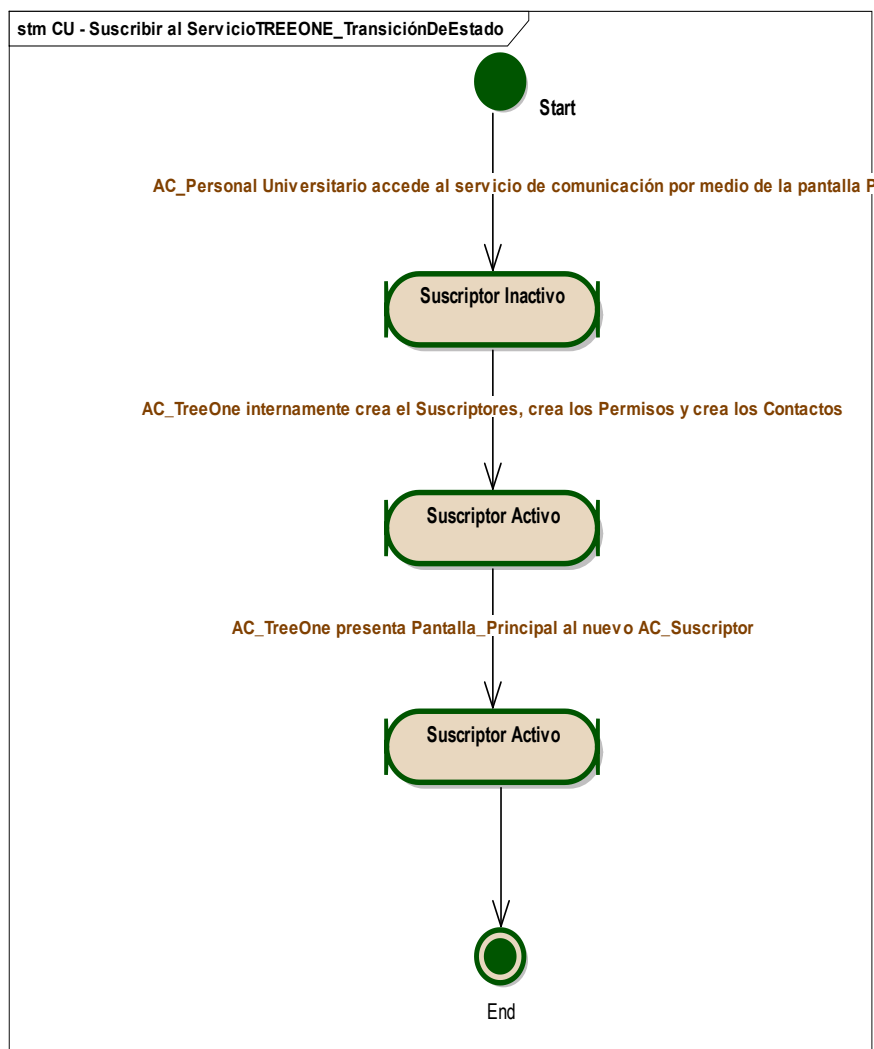 stm CU - Suscribir al ServicioTREEONE_TransiciónDeEstado
Start
AC_Personal Universitario accede al servicio de comunicación por medio de la pantalla P
Suscriptor Inactivo
AC_TreeOne internamente crea el Suscriptores, crea los Permisos y crea los Contactos
Suscriptor Activo
AC_TreeOne presenta Pantalla_Principal al nuevo AC_Suscriptor
Suscriptor Activo
End